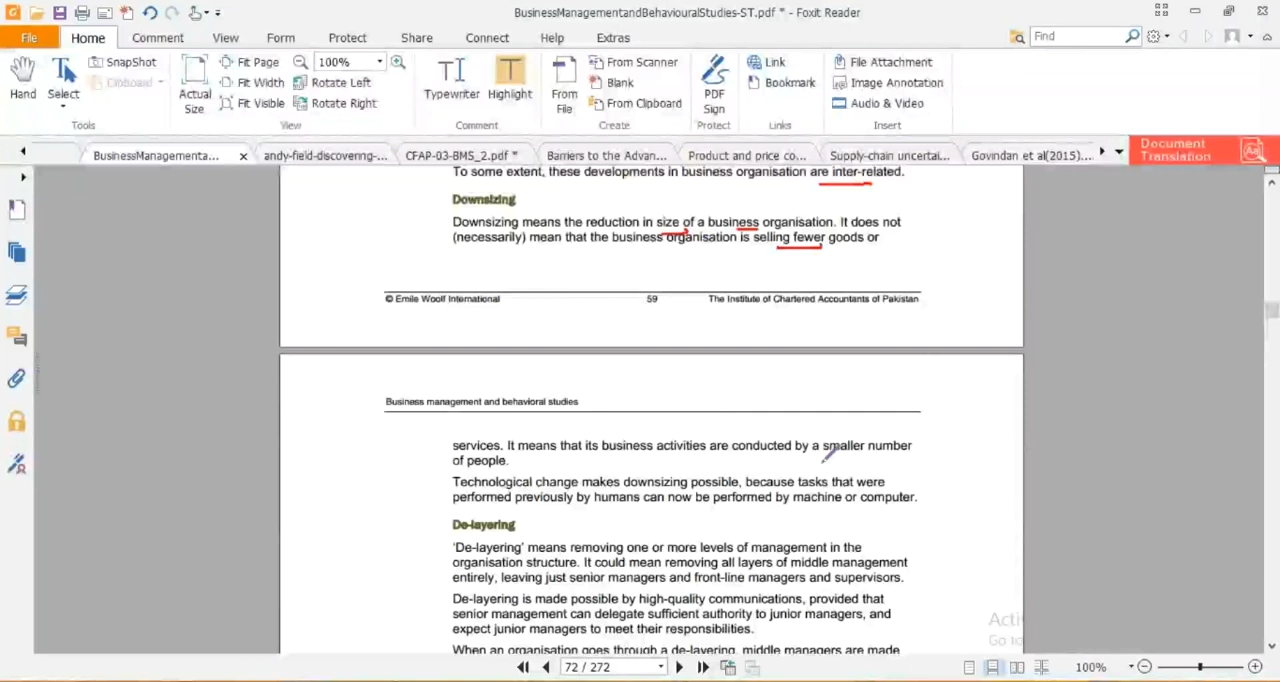 BusinessManagementandBehaviouralStudies-ST.pdf * - Foxit Reader
File Home Comment View Form Protect Share Connect Help Extras Find
SnapShot Fit Page 100% From Scanner Link File Attachment
Clipboard Fit Width Rotate Left Blank Bookmark Image Annotation
Hand Select Actual Size Fit Visible Rotate Right Typewriter Highlight From File From Clipboard PDF Sign Audio & Video
Tools View Comment Create Protect Links Insert
BusinessManagementa... andy-field-discovering-... CFAP-03-BMS_2.pdf * Barriers to the Advan... Product and price co... Supply-chain uncertai... Govindan et al(2015)... Document Translation
To some extent, these developments in business organisation are inter-related.
Downsizing
Downsizing means the reduction in size of a business organisation. It does not
(necessarily) mean that the business organisation is selling fewer goods or
© Emile Woolf International 59 The Institute of Chartered Accountants of Pakistan
Business management and behavioral studies
services. It means that its business activities are conducted by a smaller number
of people.
Technological change makes downsizing possible, because tasks that were
performed previously by humans can now be performed by machine or computer.
De-layering
‘De-layering’ means removing one or more levels of management in the
organisation structure. It could mean removing all layers of middle management
entirely, leaving just senior managers and front-line managers and supervisors.
De-layering is made possible by high-quality communications, provided that
senior management can delegate sufficient authority to junior managers, and
expect junior managers to meet their responsibilities.
When an organisation goes through a de-layering, middle managers are made
72 / 272 100%